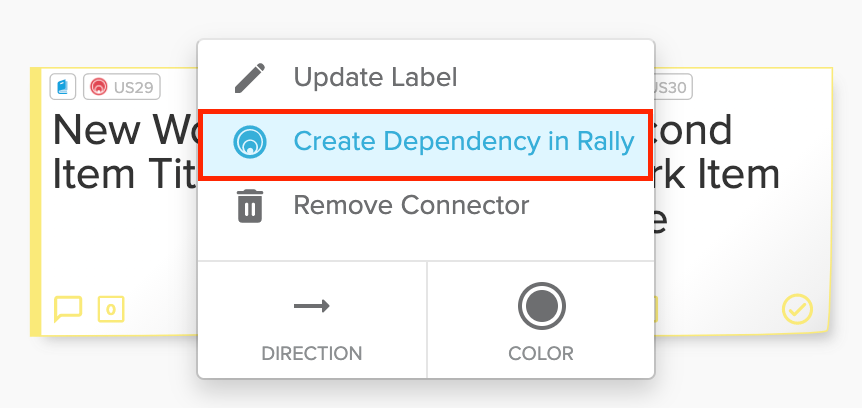 Update Label
US29
US30
New Wo
Create Dependency in Rally
cond
Item Tit
rk Item
Remove Connector
e
0
DIRECTION
COLOR